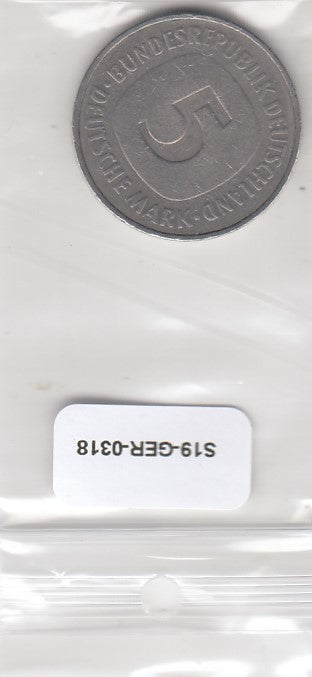 BUNDESREPUBLIK DEUTSCHLAND ·
5
DEUTSCHE MARK ·
S19-GER-0318